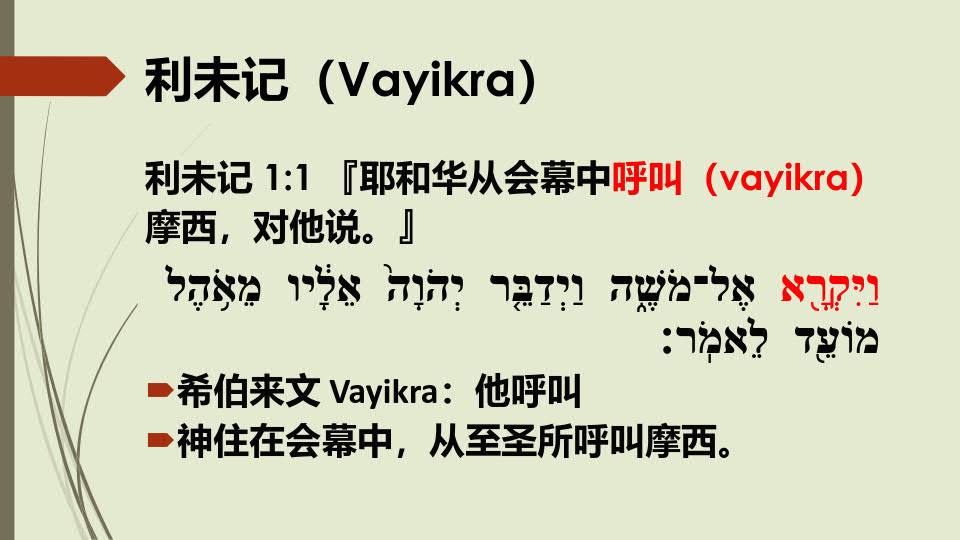 利未记（Vayikra）
利未记 1:1 『耶和华从会幕中呼叫（vayikra）
摩西，对他说。』
וַיִּקְרָ֖א אֶל־מֹשֶׁ֑ה וַיְדַבֵּ֤ר יְהֹוָה֙ אֵלָ֔יו מֵאֹ֥הֶל
מוֹעֵ֖ד לֵאמֹֽר׃
希伯来文 Vayikra：他呼叫
神住在会幕中，从至圣所呼叫摩西。